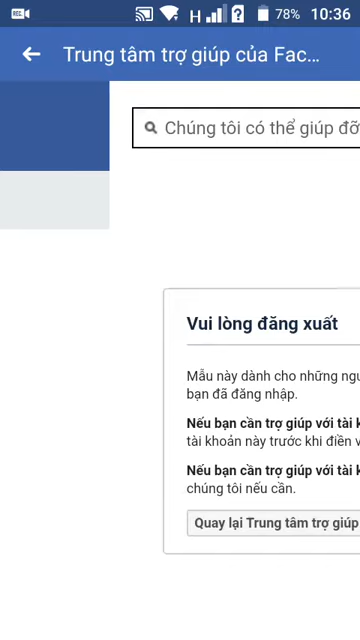 REC
H
78%
10:36
Trung tâm trợ giúp của Fac...
Chúng tôi có thể giúp đỡ
Vui lòng đăng xuất
Mẫu này dành cho những
bạn đã đăng nhập.
Nếu bạn cần trợ giúp với tài
tài khoản này trước khi điền
Nếu bạn cần trợ giúp với tài
chúng tôi nếu cần.
Quay lại Trung tâm trợ giúp